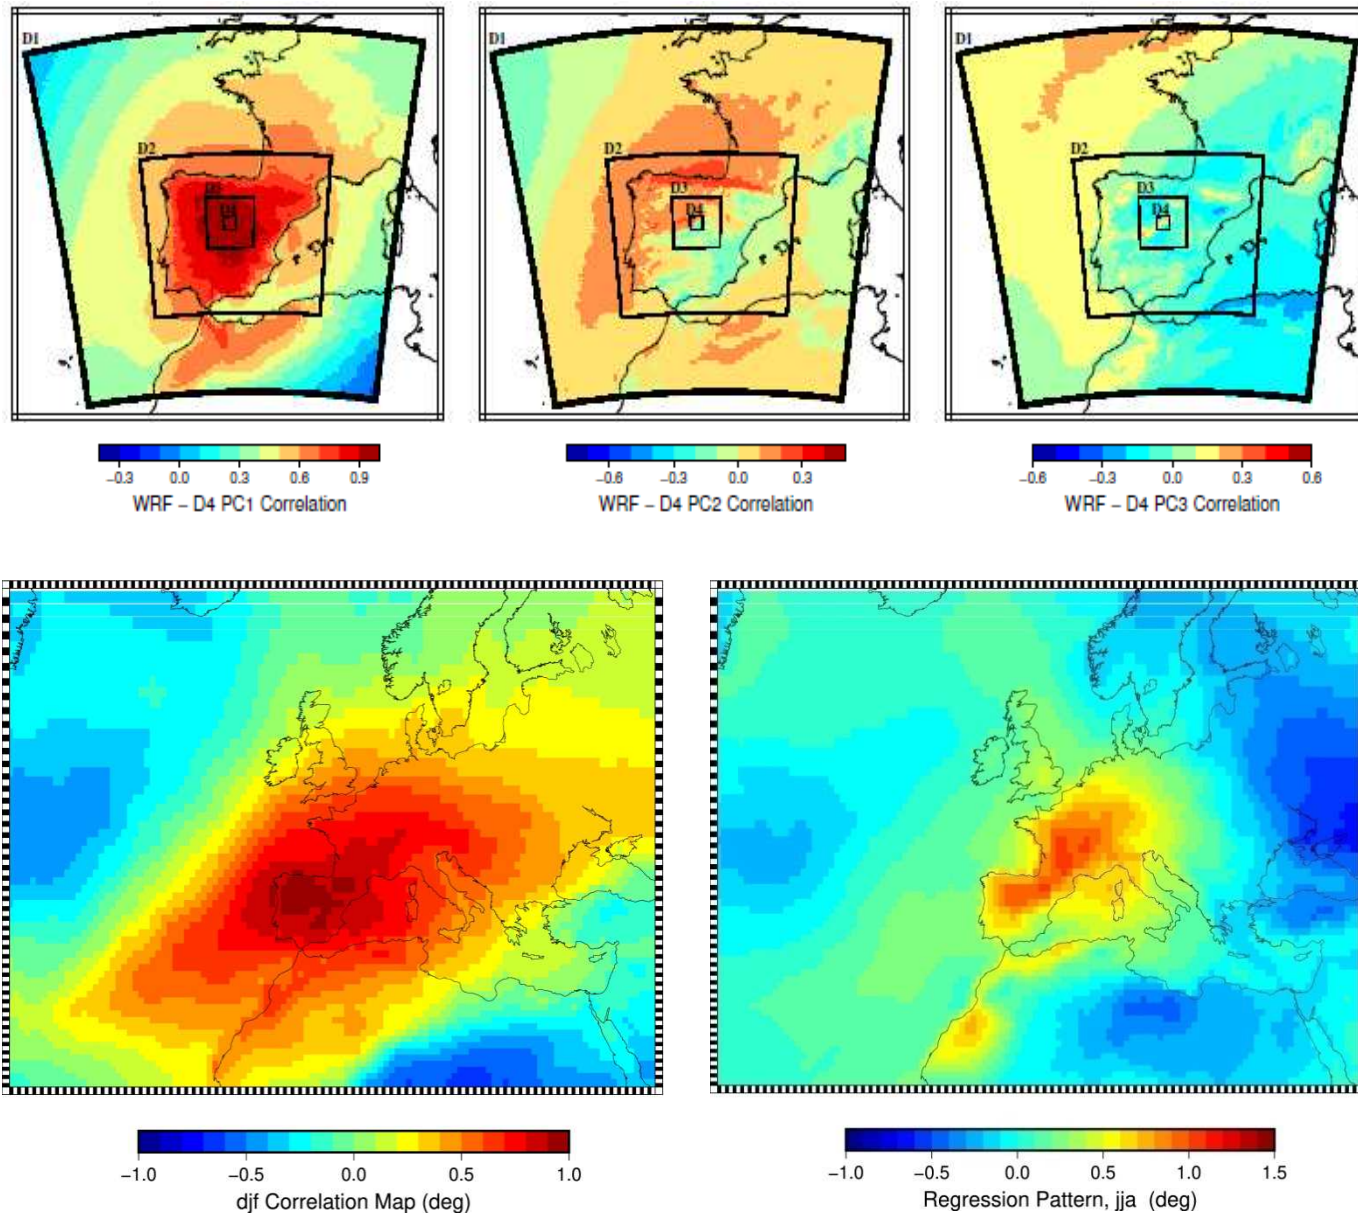 D1
D2
D3
D4
D1
D2
D3
D4
D1
D2
D3
D4
−0.3 0.0 0.3 0.6 0.9
WRF − D4 PC1 Correlation
−0.6 −0.3 0.0 0.3
WRF − D4 PC2 Correlation
−0.6 −0.3 0.0 0.3 0.6
WRF − D4 PC3 Correlation
−1.0 −0.5 0.0 0.5 1.0
djf Correlation Map (deg)
−1.0 −0.5 0.0 0.5 1.0 1.5
Regression Pattern, jja (deg)